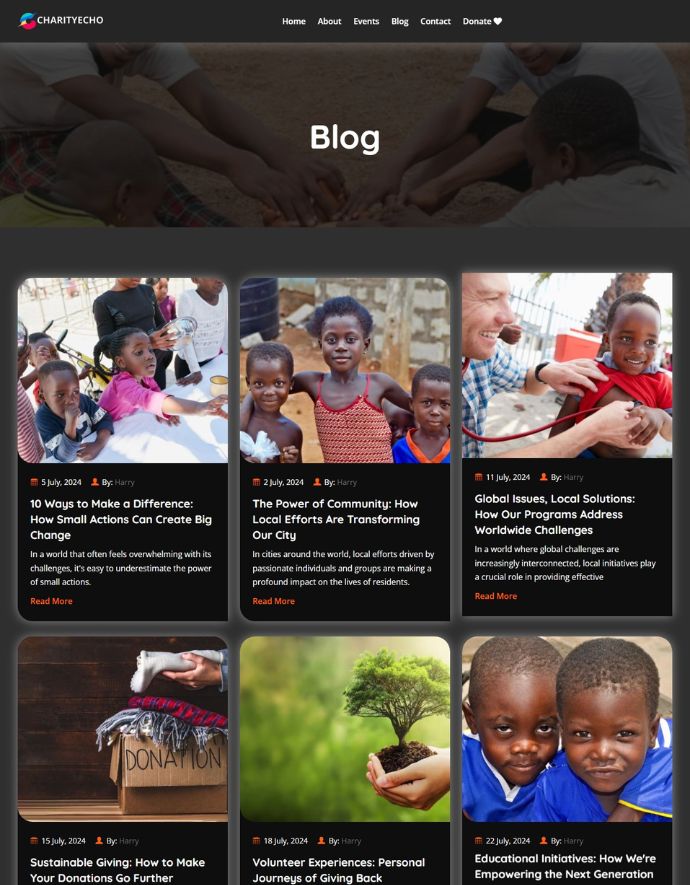 CHARITYECHO
Home About Events Blog Contact Donate
Blog
5 July, 2024 By: Harry
10 Ways to Make a Difference:
How Small Actions Can Create Big
Change
In a world that often feels overwhelming with its
challenges, it's easy to underestimate the power
of small actions.
Read More
2 July, 2024 By: Harry
The Power of Community: How
Local Efforts Are Transforming
Our City
In cities around the world, local efforts driven by
passionate individuals and groups are making a
profound impact on the lives of residents.
Read More
11 July, 2024 By: Harry
Global Issues, Local Solutions:
How Our Programs Address
Worldwide Challenges
In a world where global challenges are
increasingly interconnected, local initiatives play
a crucial role in providing effective
Read More
DONATION
15 July, 2024 By: Harry
Sustainable Giving: How to Make
Your Donations Go Further
18 July, 2024 By: Harry
Volunteer Experiences: Personal
Journeys of Giving Back
22 July, 2024 By: Harry
Educational Initiatives: How We're
Empowering the Next Generation